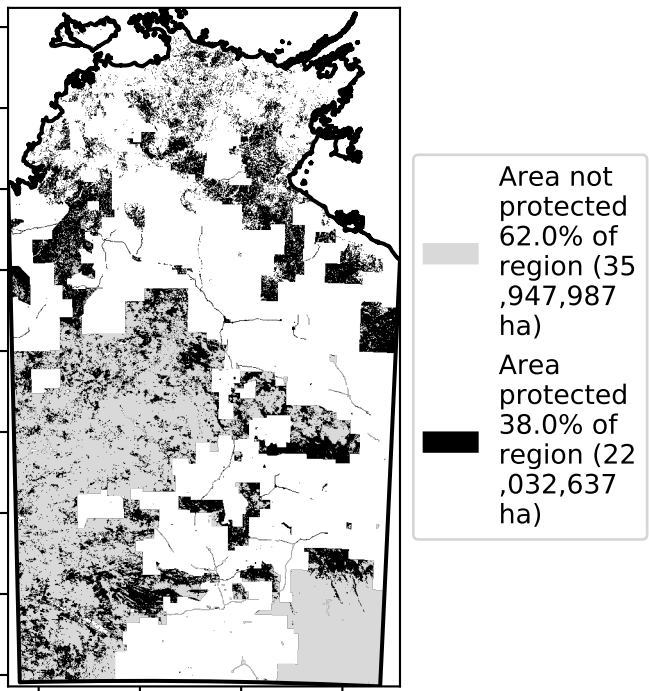 Area not
protected
62.0% of
region (35
,947,987
ha)
Area
protected
38.0% of
region (22
,032,637
ha)